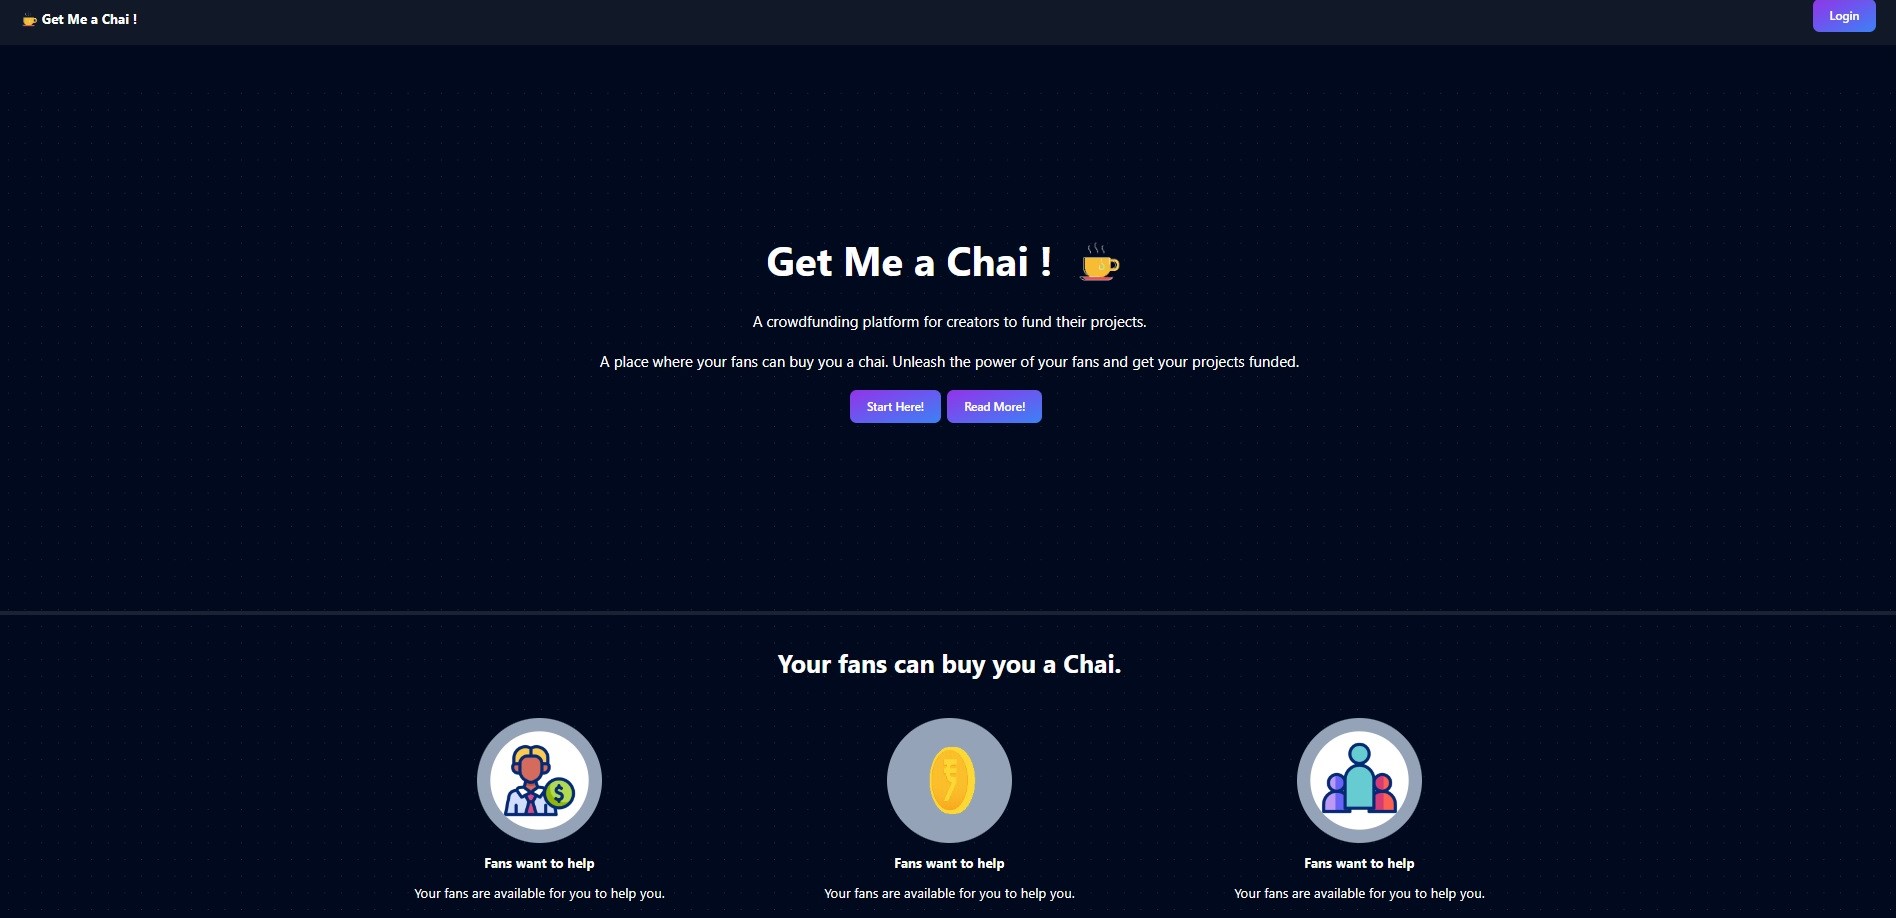 Get Me a Chai !
Login
Get Me a Chai !
A crowdfunding platform for creators to fund their projects.
A place where your fans can buy you a chai. Unleash the power of your fans and get your projects funded.
Start Here!
Read More!
Your fans can buy you a Chai.
$
₹
Fans want to help
Your fans are available for you to help you.
Fans want to help
Your fans are available for you to help you.
Fans want to help
Your fans are available for you to help you.